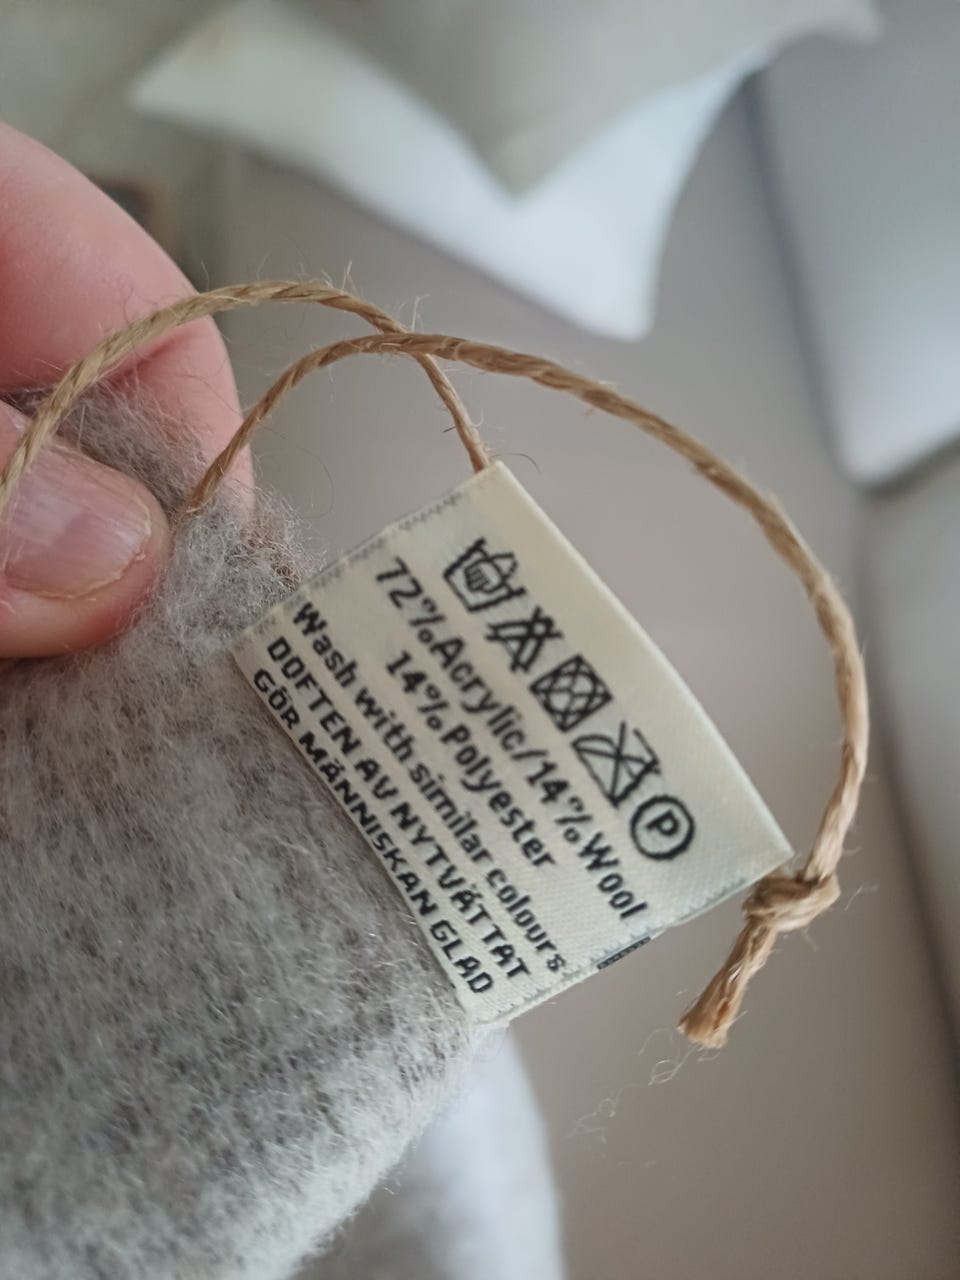 P
72% Acrylic/14% Wool
14% Polyester
Wash with similar colours
DOFTEN AV NYTVÄTTAT
GÖR MÄNNISKAN GLAD